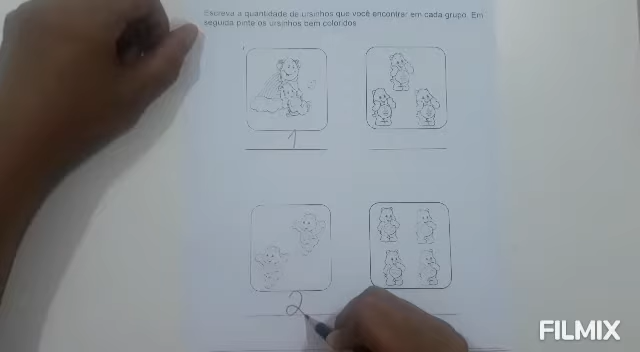 Escreva a quantidade de ursinhos que você encontrar em cada grupo. Em
seguida pinte os ursinhos bem coloridos
1
2
FILMIX